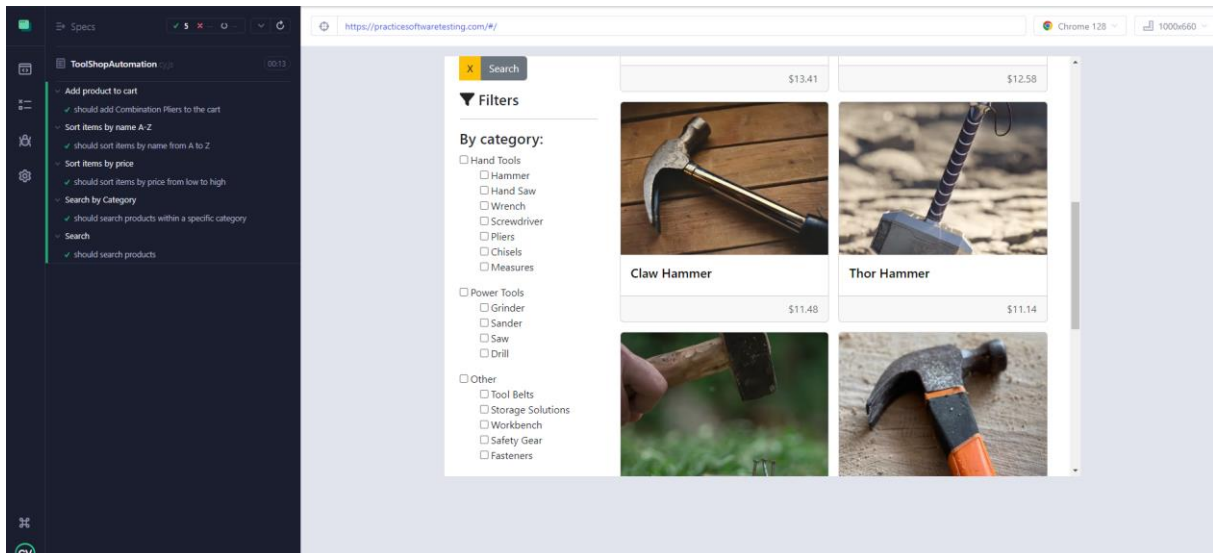 Specs
5
https://practicesoftwaretesting.com/#/
Chrome 128
1000x660
ToolShopAutomation cy.js
00:13
Add product to cart
should add Combination Pliers to the cart
Sort items by name A-Z
should sort items by name from A to Z
Sort items by price
should sort items by price from low to high
Search by Category
should search products within a specific category
Search
should search products
X Search
Filters
By category:
Hand Tools
Hammer
Hand Saw
Wrench
Screwdriver
Pliers
Chisels
Measures
Power Tools
Grinder
Sander
Saw
Drill
Other
Tool Belts
Storage Solutions
Workbench
Safety Gear
Fasteners
$13.41
$12.58
Claw Hammer
Thor Hammer
$11.48
$11.14